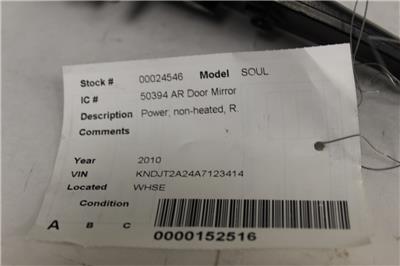 Stock # 00024546 Model SOUL
IC # 50394 AR Door Mirror
Description Power, non-heated, R.
Comments
Year 2010
VIN KNDJT2A24A7123414
Located WHSE
Condition
A B C
0000152516